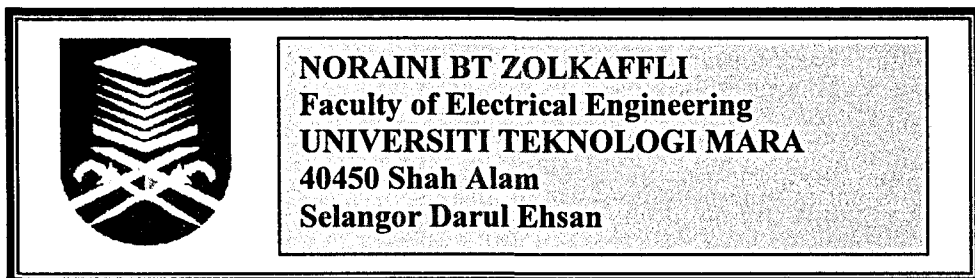 NORAINI BT ZOLKAFFLI
Faculty of Electrical Engineering
UNIVERSITI TEKNOLOGI MARA
40450 Shah Alam
Selangor Darul Ehsan